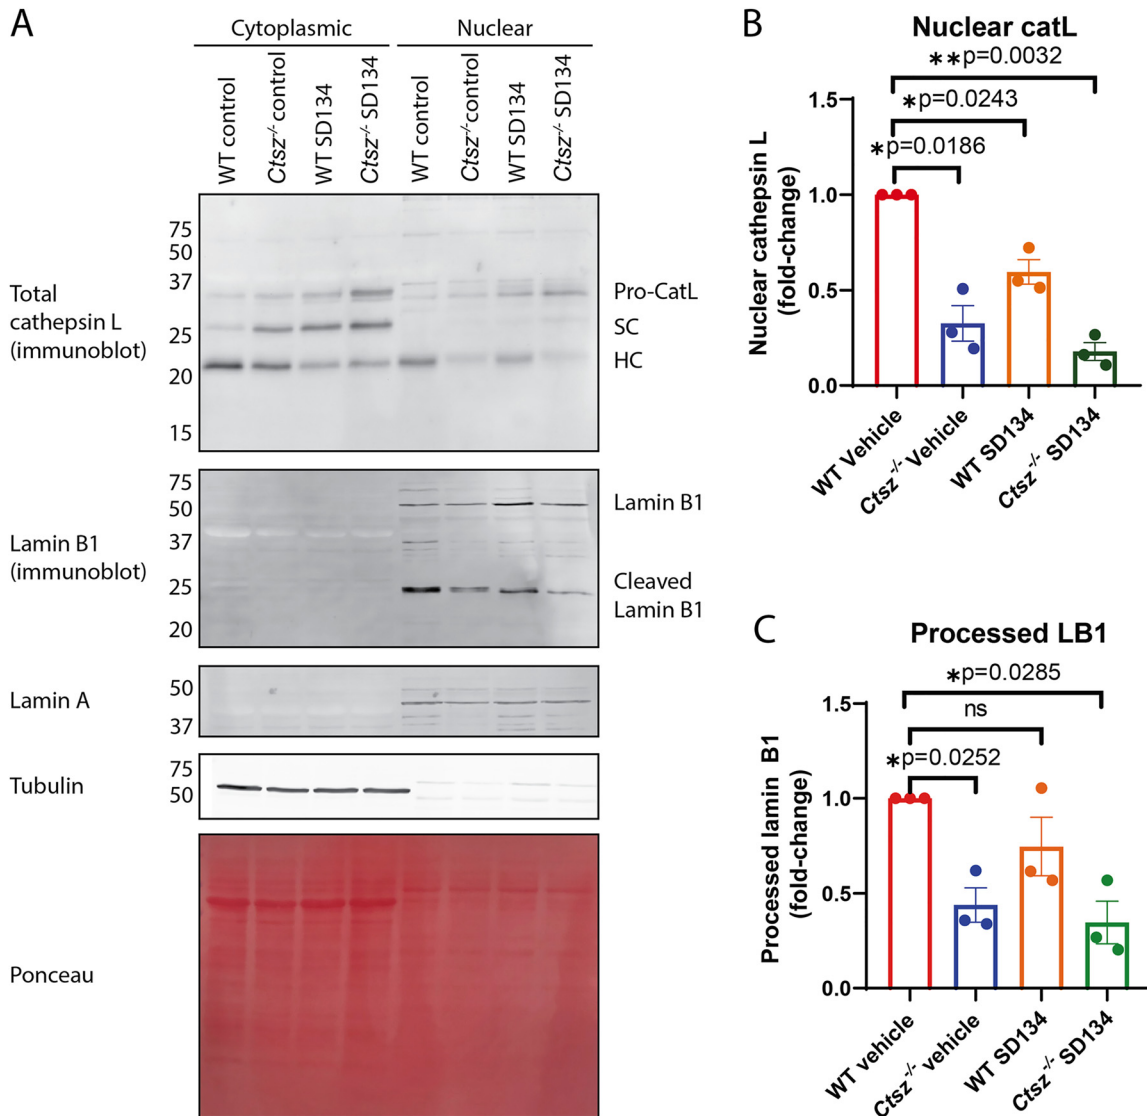 A
Cytoplasmic
Nuclear
WT control
Ctsz-/- control
WT SD134
Ctsz-/- SD134
WT control
Ctsz-/- control
WT SD134
Ctsz-/- SD134
Total
cathepsin L
(immunoblot)
75
50
37
25
20
15
Pro-CatL
SC
HC
Lamin B1
(immunoblot)
75
50
37
25
20
Lamin B1
Cleaved
Lamin B1
Lamin A
50
37
Tubulin
75
50
Ponceau
B
Nuclear catL
∗∗p=0.0032
∗p=0.0243
∗p=0.0186
Nuclear cathepsin L
(fold-change)
1.5
1.0
0.5
0.0
WT Vehicle
Ctsz-/- Vehicle
WT SD134
Ctsz-/- SD134
C
Processed LB1
∗p=0.0285
ns
∗p=0.0252
Processed lamin B1
(fold-change)
1.5
1.0
0.5
0.0
WT vehicle
Ctsz-/- vehicle
WT SD134
Ctsz-/- SD134